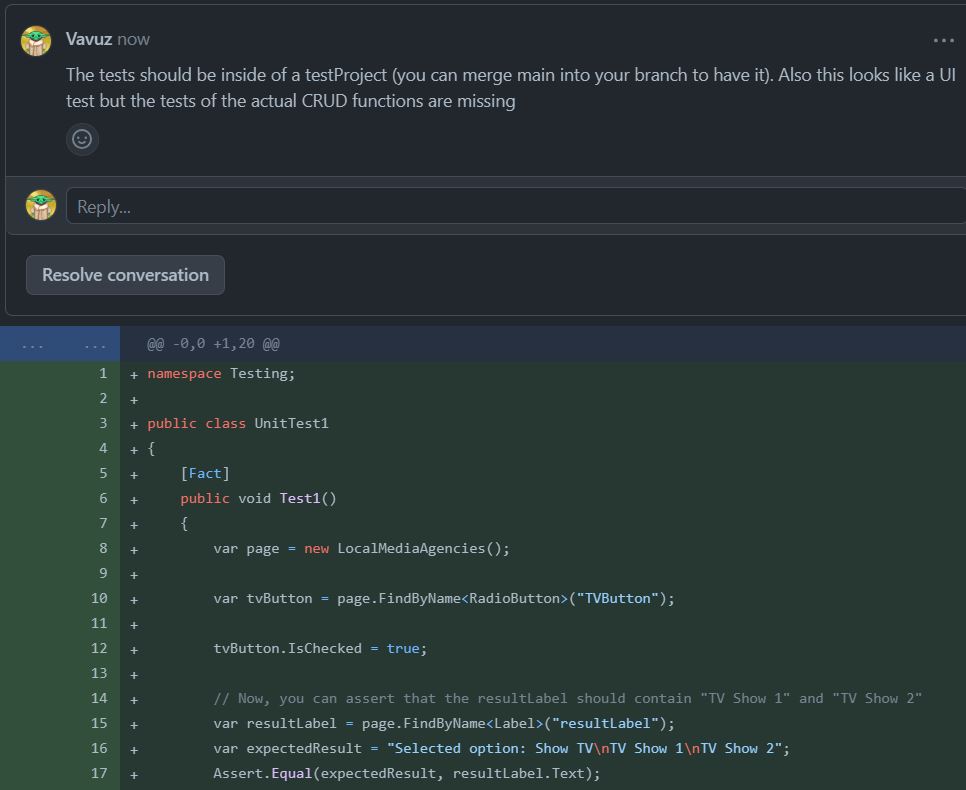 Vavuz now
The tests should be inside of a testProject (you can merge main into your branch to have it). Also this looks like a UI
test but the tests of the actual CRUD functions are missing
Reply...
Resolve conversation
... ... @@ -0,0 +1,20 @@
1 + namespace Testing;
2 +
3 + public class UnitTest1
4 + {
5 + [Fact]
6 + public void Test1()
7 + {
8 + var page = new LocalMediaAgencies();
9 +
10 + var tvButton = page.FindByName<RadioButton>("TVButton");
11 +
12 + tvButton.IsChecked = true;
13 +
14 + // Now, you can assert that the resultLabel should contain "TV Show 1" and "TV Show 2"
15 + var resultLabel = page.FindByName<Label>("resultLabel");
16 + var expectedResult = "Selected option: Show TV\nTV Show 1\nTV Show 2";
17 + Assert.Equal(expectedResult, resultLabel.Text);